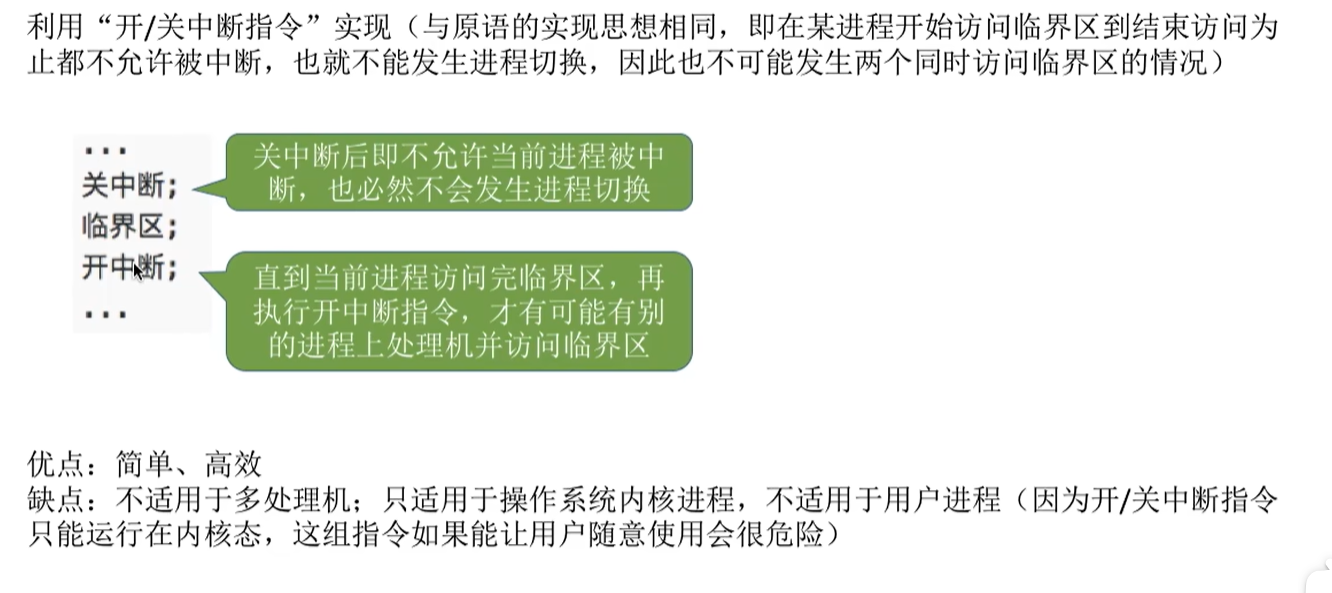 利用“开/关中断指令”实现（与原语的实现思想相同，即在某进程开始访问临界区到结束访问为
止都不允许被中断，也就不能发生进程切换，因此也不可能发生两个同时访问临界区的情况）
...
关中断;
临界区;
开中断;
...
关中断后即不允许当前进程被中
断，也必然不会发生进程切换
直到当前进程访问完临界区，再
执行开中断指令，才有可能有别
的进程上处理机并访问临界区
优点：简单、高效
缺点：不适用于多处理机；只适用于操作系统内核进程，不适用于用户进程（因为开/关中断指令
只能运行在内核态，这组指令如果能让用户随意使用会很危险）